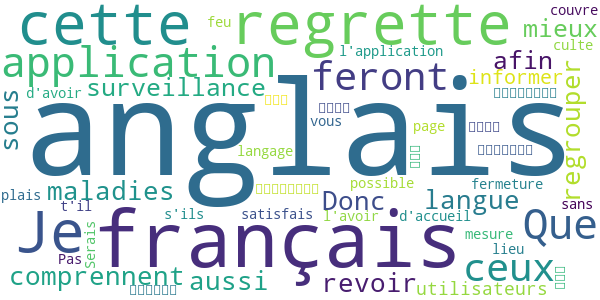 couvre
cette regrette mieux
feu
culte
l'application
application afin
feront informer
d'avoir surveillance
sous
anglais
vous
page
regrouper
langage
possible
fermeture
plais maladies
Donc langue
sans
t'il
s'ils satisfais l'avoir d'accueil
Je français Que
Serais
mesure
lieu
Pas
ceux
comprennent aussi revoir utilisateurs